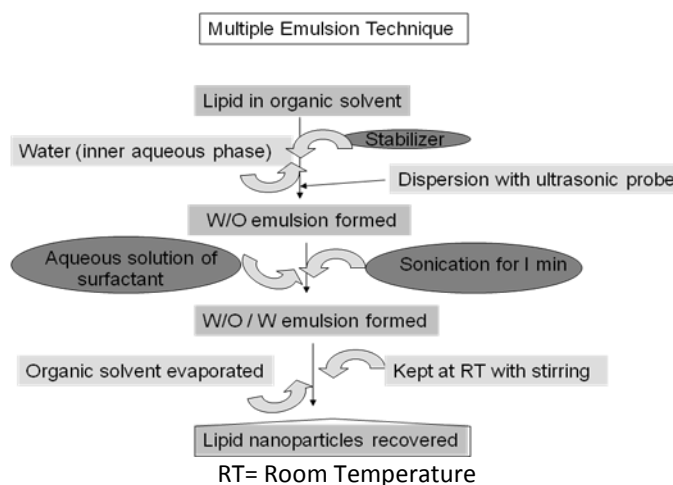 Multiple Emulsion Technique
Lipid in organic solvent
Stabilizer
Water (inner aqueous phase)
Dispersion with ultrasonic probe
W/O emulsion formed
Aqueous solution of
surfactant
Sonication for I min
W/O / W emulsion formed
Organic solvent evaporated
Kept at RT with stirring
Lipid nanoparticles recovered
RT= Room Temperature